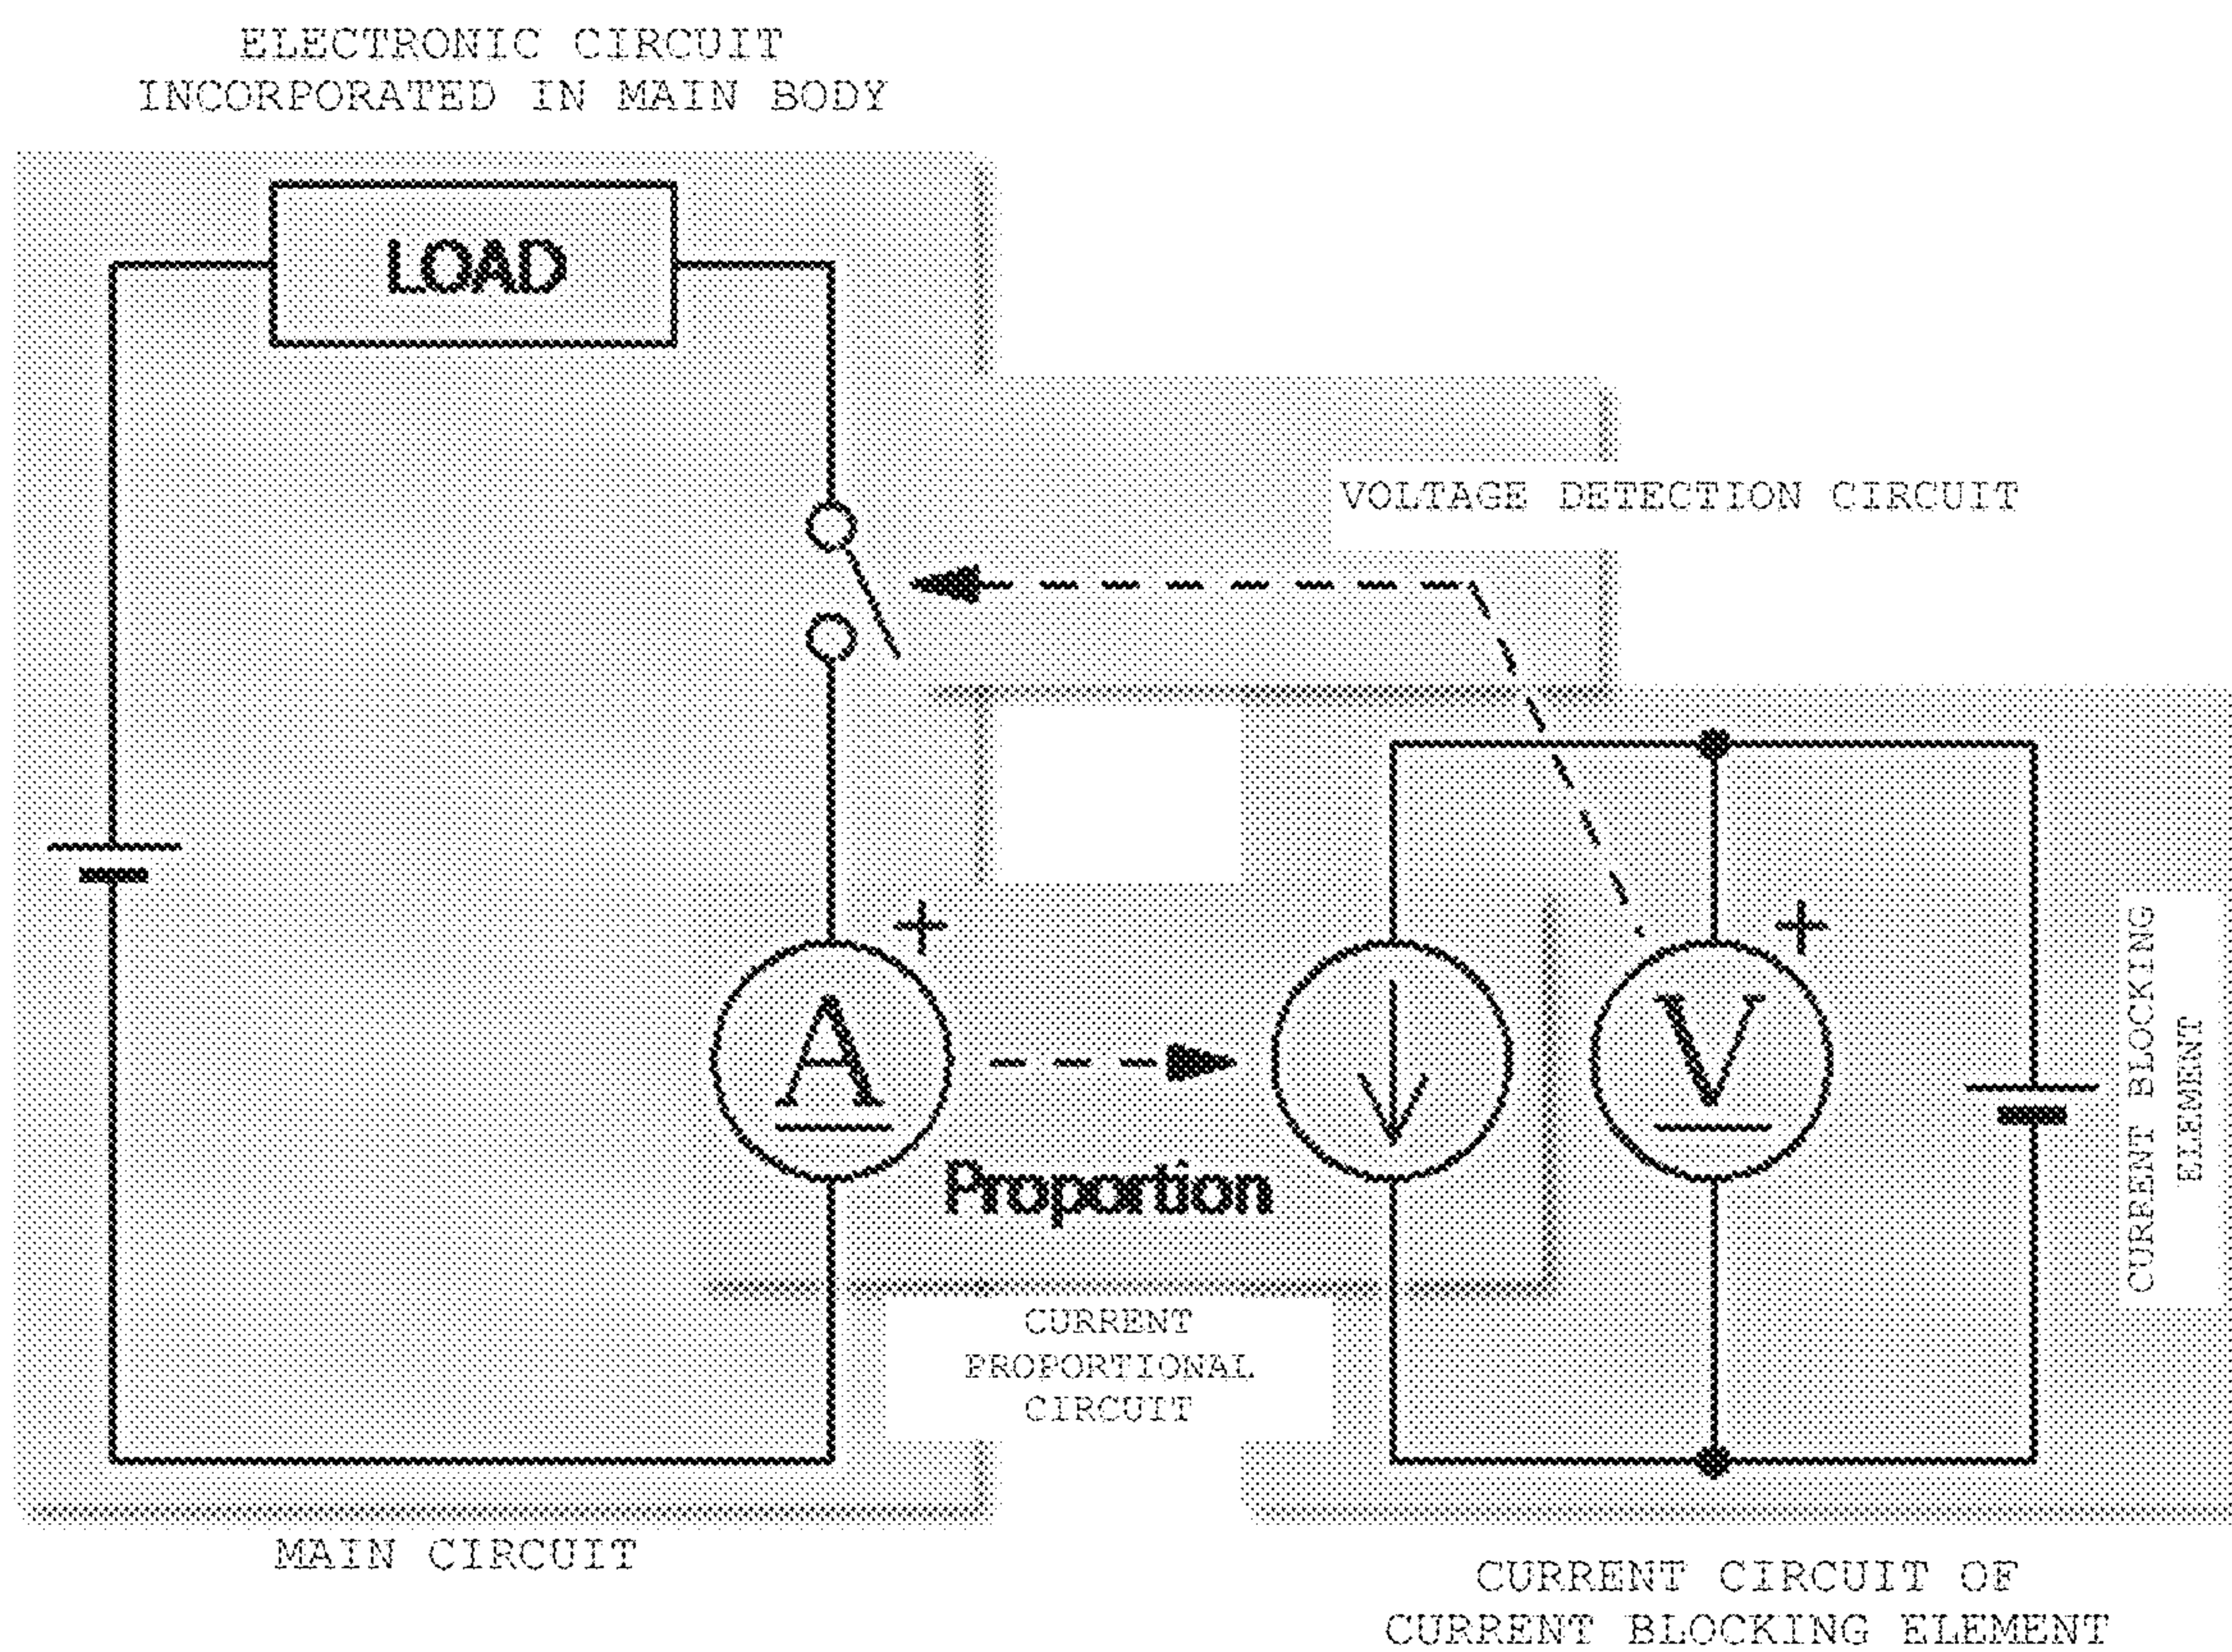 ELECTRONIC CIRCUIT
INCORPORATED IN MAIN BODY
LOAD
VOLTAGE DETECTION CIRCUIT
+
+
A
V
CURRENT BLOCKING
ELEMENT
Proportion
CURRENT
PROPORTIONAL
CIRCUIT
MAIN CIRCUIT
CURRENT CIRCUIT OF
CURRENT BLOCKING ELEMENT